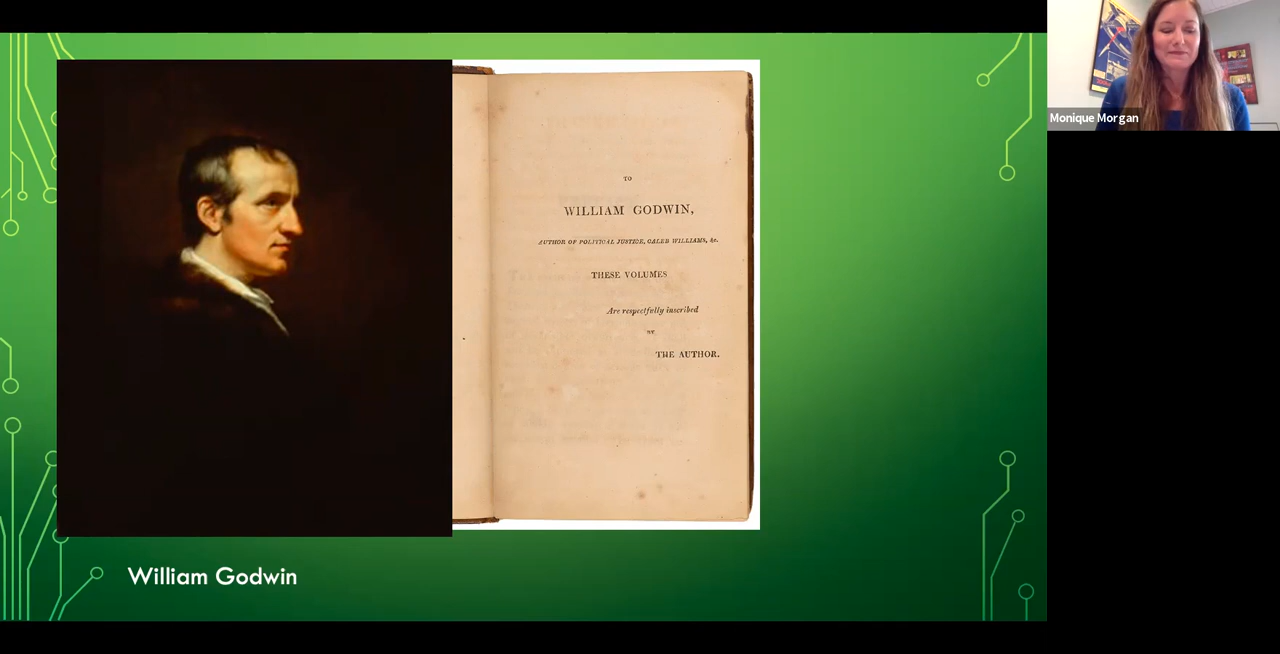 TO
WILLIAM GODWIN,
AUTHOR OF POLITICAL JUSTICE, CALEB WILLIAMS, &c.
THESE VOLUMES
Are respectfully inscribed
BY
THE AUTHOR.
William Godwin
Monique Morgan